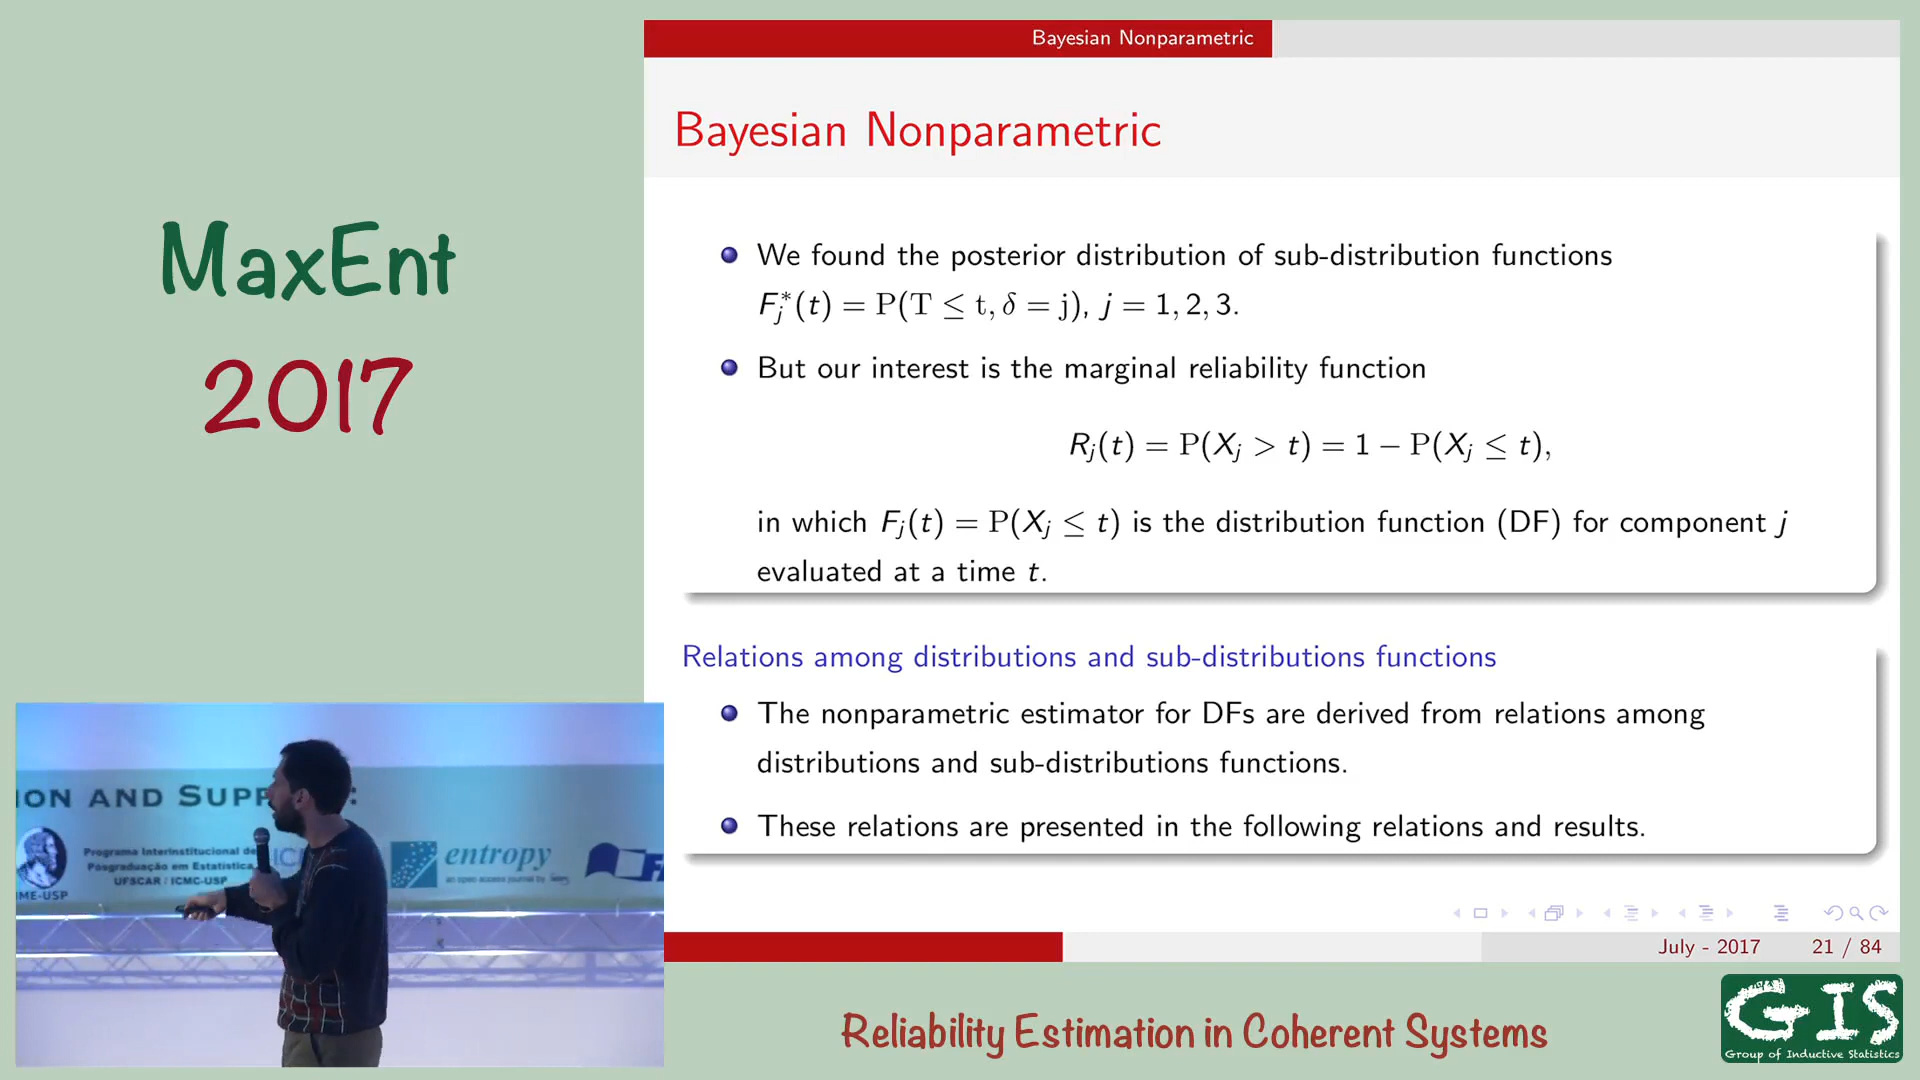 Bayesian Nonparametric
Bayesian Nonparametric
MaxEnt
2017
We found the posterior distribution of sub-distribution functions
F*_j(t) = P(T ≤ t, δ = j), j = 1, 2, 3.
But our interest is the marginal reliability function
R_j(t) = P(X_j > t) = 1 − P(X_j ≤ t),
in which F_j(t) = P(X_j ≤ t) is the distribution function (DF) for component j
evaluated at a time t.
Relations among distributions and sub-distributions functions
The nonparametric estimator for DFs are derived from relations among
distributions and sub-distributions functions.
These relations are presented in the following relations and results.
ION AND SUPP :
Programa Interinstitucional de
Posgraduação em Estatística
UFSCAR / ICMC-USP
IME-USP
entropy
an open access journal by
July - 2017 21 / 84
Reliability Estimation in Coherent Systems
GIS
Group of Inductive Statistics